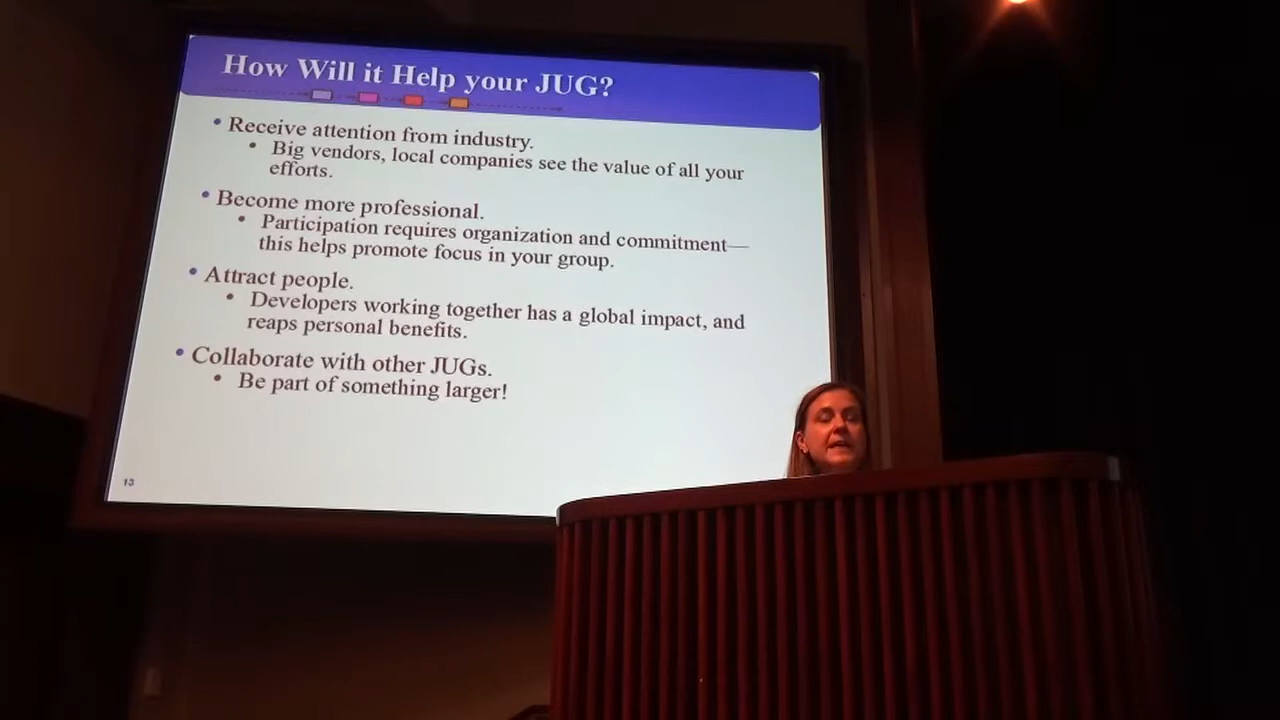 How Will it Help your JUG?
• Receive attention from industry.
• Big vendors, local companies see the value of all your
efforts.
• Become more professional.
• Participation requires organization and commitment—
this helps promote focus in your group.
• Attract people.
• Developers working together has a global impact, and
reaps personal benefits.
• Collaborate with other JUGs.
• Be part of something larger!
13